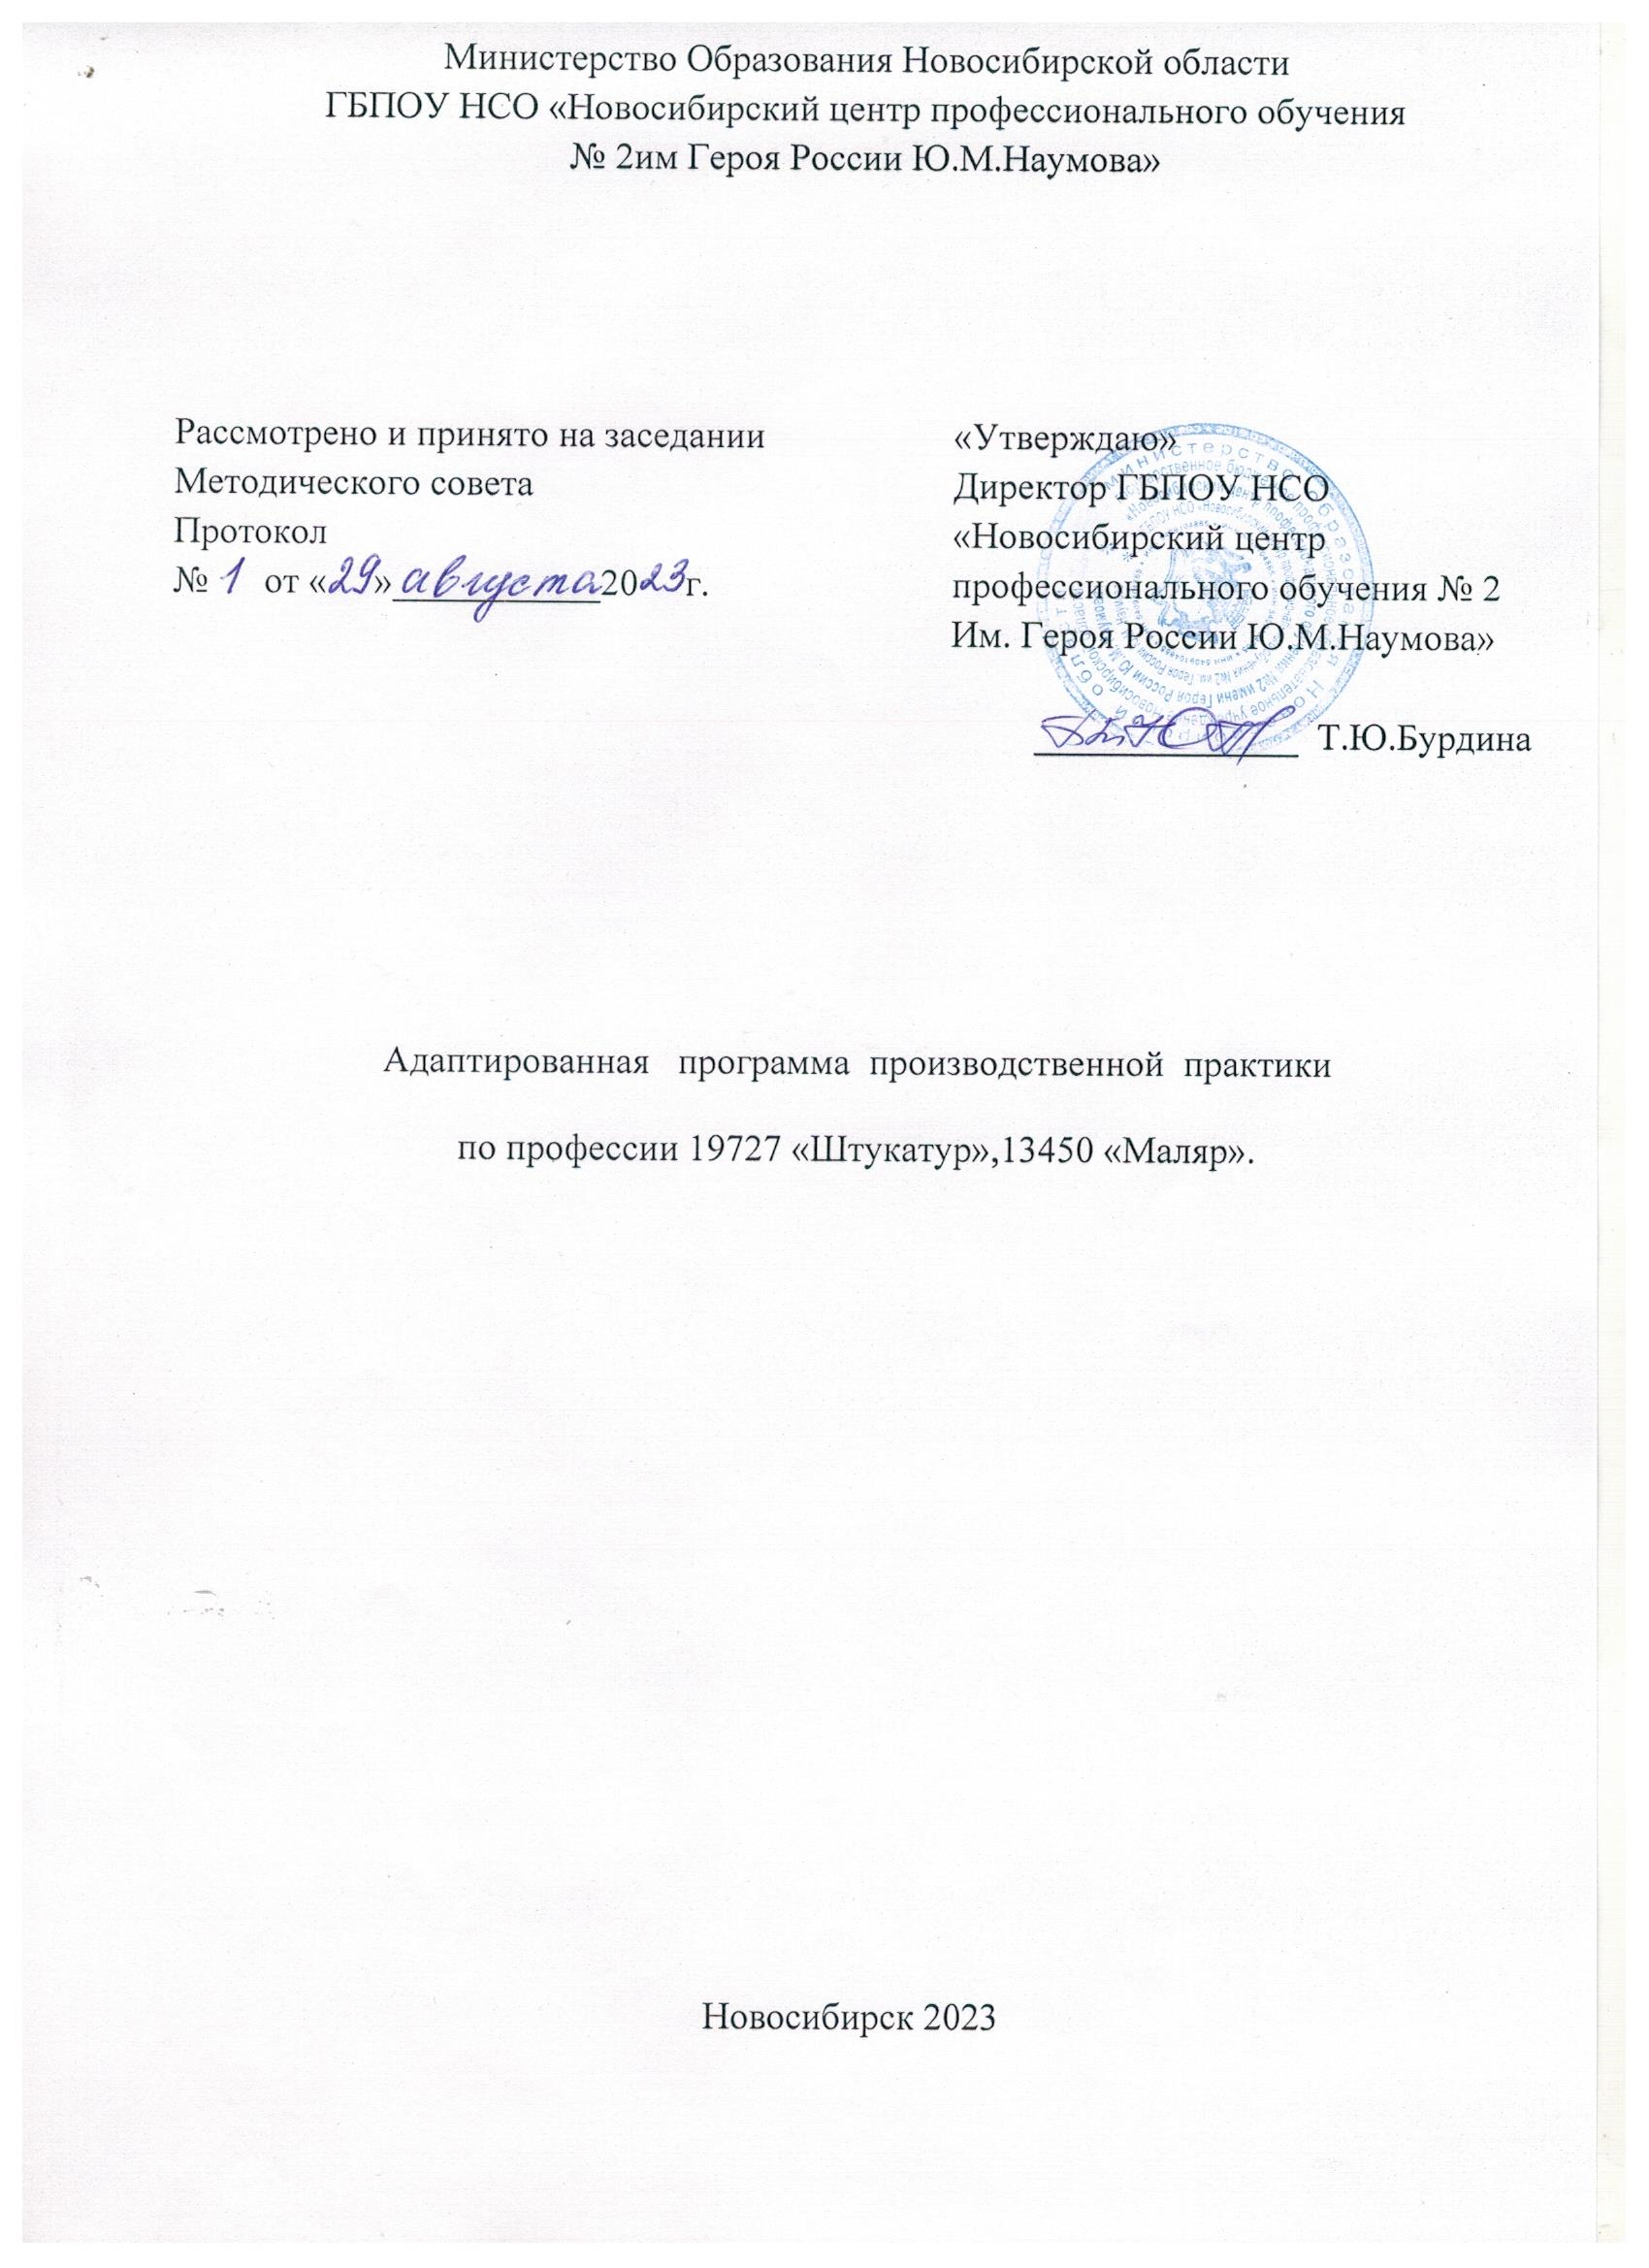 Министерство Образования Новосибирской области
ГБПОУ НСО «Новосибирский центр профессионального обучения
№ 2им Героя России Ю.М.Наумова»
Рассмотрено и принято на заседании
Методического совета
Протокол
№ 1 от «29» августа 2023г.
«Утверждаю»
Директор ГБПОУ НСО
«Новосибирский центр
профессионального обучения № 2
Им. Героя России Ю.М.Наумова»
Т.Ю.Бурдина
Адаптированная программа производственной практики
по профессии 19727 «Штукатур»,13450 «Маляр».
Новосибирск 2023